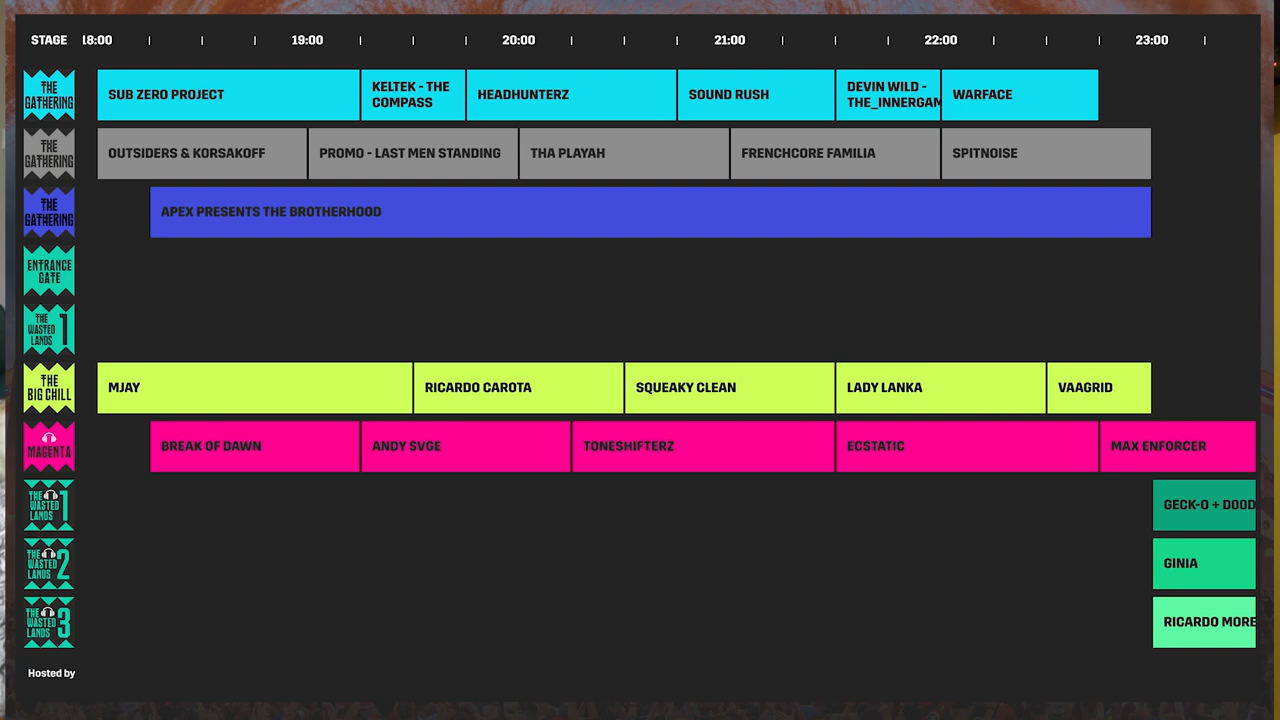 STAGE 18:00 19:00 20:00 21:00 22:00 23:00
THE
GATHERING
SUB ZERO PROJECT
KELTEK - THE
COMPASS
HEADHUNTERZ
SOUND RUSH
DEVIN WILD -
THE_INNERGAM
WARFACE
THE
GATHERING
OUTSIDERS & KORSAKOFF
PROMO - LAST MEN STANDING
THA PLAYAH
FRENCHCORE FAMILIA
SPITNOISE
THE
GATHERING
APEX PRESENTS THE BROTHERHOOD
ENTRANCE
GATE
THE
WASTED
LANDS 1
THE
BIG CHILL
MJAY
RICARDO CAROTA
SQUEAKY CLEAN
LADY LANKA
VAAGRID
MAGENTA
BREAK OF DAWN
ANDY SVGE
TONESHIFTERZ
ECSTATIC
MAX ENFORCER
THE
WASTED
LANDS 1
GECK-O + DOOD
THE
WASTED
LANDS 2
GINIA
THE
WASTED
LANDS 3
RICARDO MORE
Hosted by